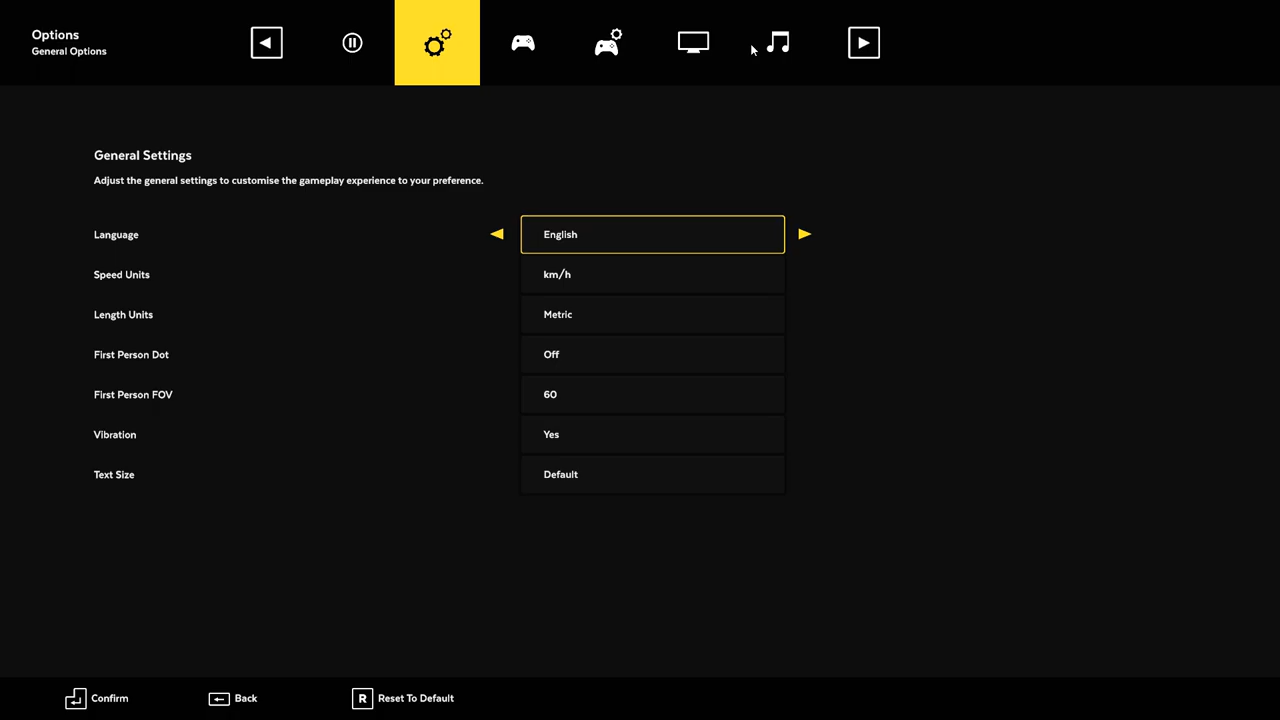 Options
General Options
General Settings
Adjust the general settings to customise the gameplay experience to your preference.
Language English
Speed Units km/h
Length Units Metric
First Person Dot Off
First Person FOV 60
Vibration Yes
Text Size Default
Confirm Back R Reset To Default